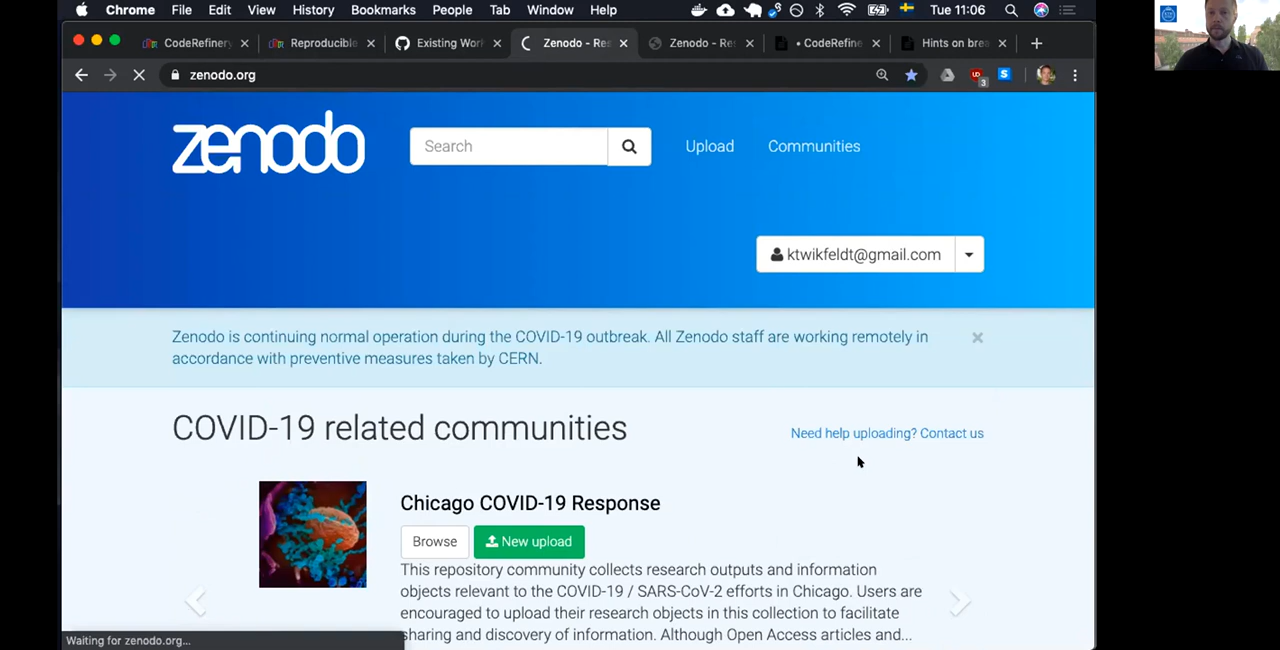 Chrome File Edit View History Bookmarks People Tab Window Help Tue 11:06
CodeRefinery Reproducible Existing Wor Zenodo - Res Zenodo - Res • CodeRefine Hints on brea
zenodo.org
zenodo
Search
Upload Communities
ktwikfeldt@gmail.com
Zenodo is continuing normal operation during the COVID-19 outbreak. All Zenodo staff are working remotely in
accordance with preventive measures taken by CERN.
COVID-19 related communities
Need help uploading? Contact us
Chicago COVID-19 Response
Browse New upload
This repository community collects research outputs and information
objects relevant to the COVID-19 / SARS-CoV-2 efforts in Chicago. Users are
encouraged to upload their research objects in this collection to facilitate
sharing and discovery of information. Although Open Access articles and...
Waiting for zenodo.org...